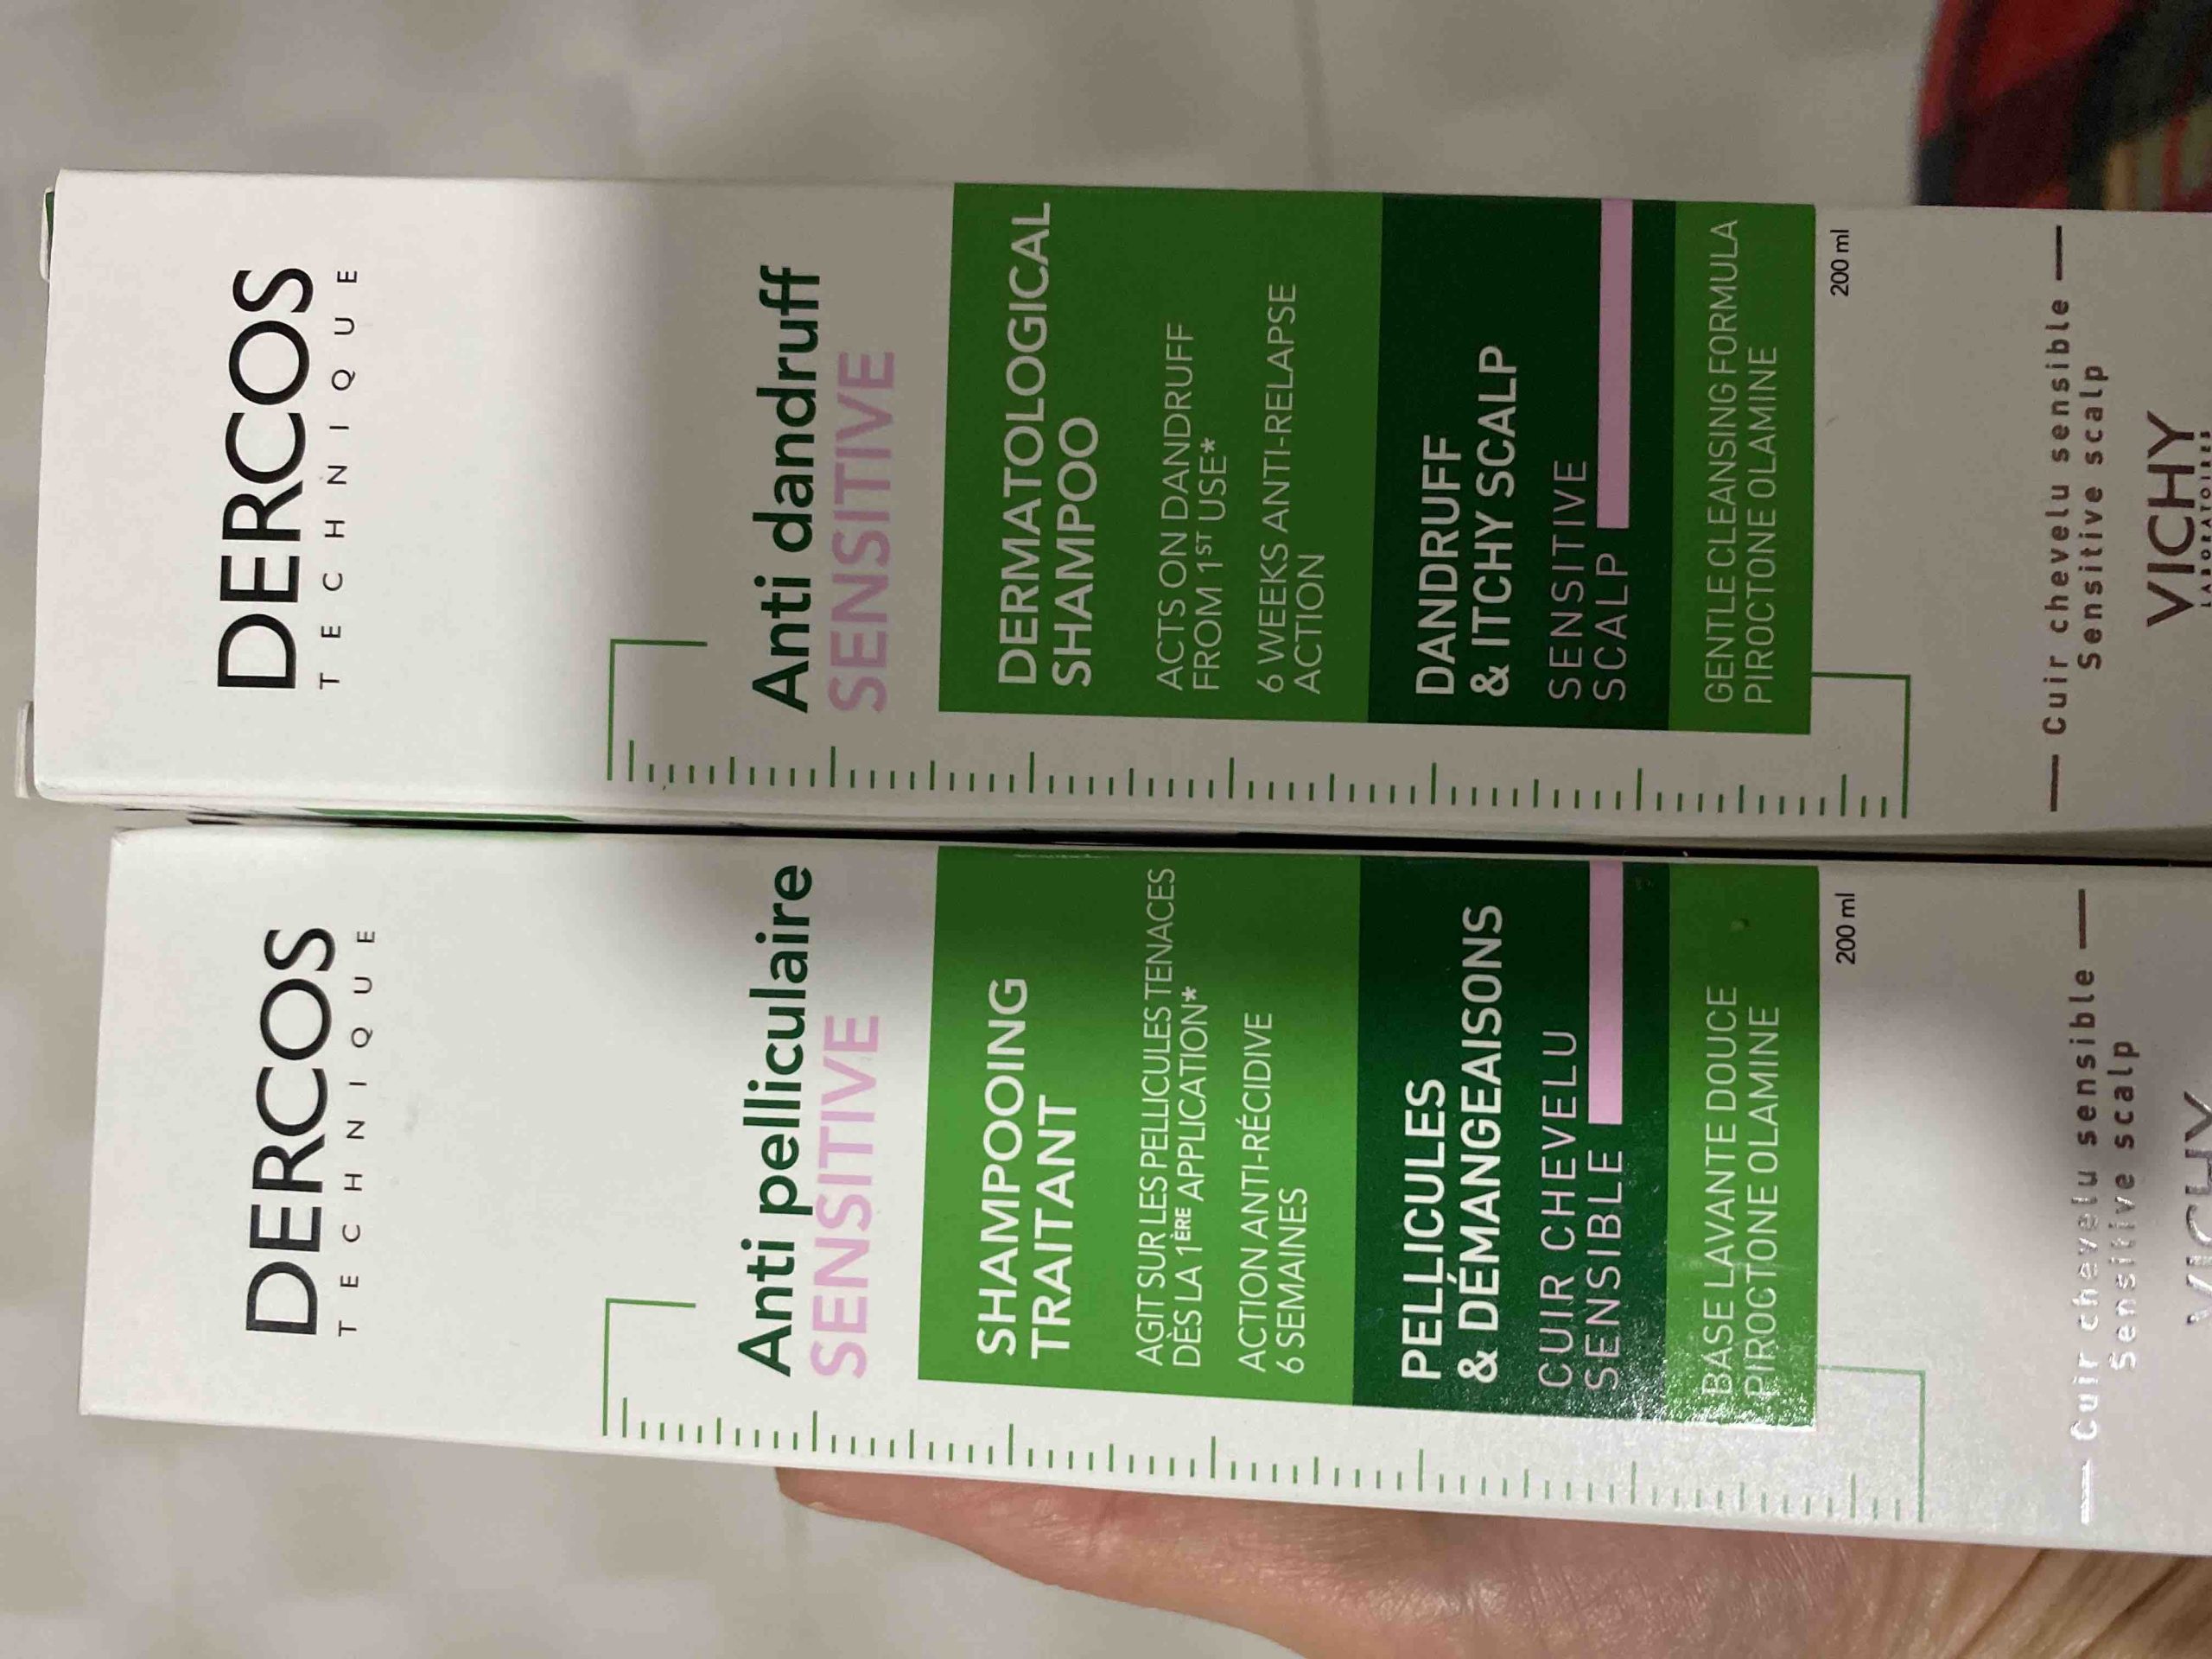 DERCOS
TECHNIQUE
Anti dandruff
SENSITIVE
DERMATOLOGICAL
SHAMPOO
ACTS ON DANDRUFF
FROM 1ST USE*
6 WEEKS ANTI-RELAPSE
ACTION
DANDRUFF
& ITCHY SCALP
SENSITIVE
SCALP
GENTLE CLEANSING FORMULA
PIROCTONE OLAMINE
200 ml
Cuir chevelu sensible
Sensitive scalp
VICHY
LABORATOIRES
DERCOS
TECHNIQUE
Anti pelliculaire
SENSITIVE
SHAMPOOING
TRAITANT
AGIT SUR LES PELLICULES TENACES
DÈS LA 1ÈRE APPLICATION*
ACTION ANTI-RÉCIDIVE
6 SEMAINES
PELLICULES
& DÉMANGEAISONS
CUIR CHEVELU
SENSIBLE
BASE LAVANTE DOUCE
PIROCTONE OLAMINE
200 ml
Cuir chevelu sensible
Sensitive scalp
VICHY